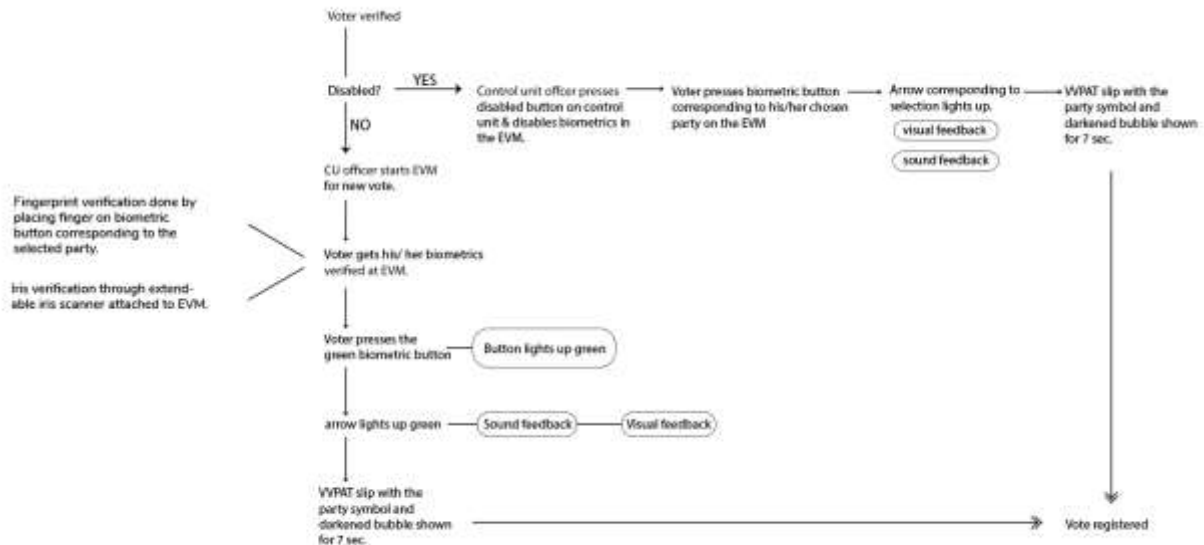 Voter verified
Disabled?
YES
Control unit offcer presses
disabled button on control
unit & disables biometrics in
the EVM.
Voter presses biometric button
corresponding to his/her chosen
party on the EVM
Arrow corresponding to
selection lights up.
visual feedback
sound feedback
VVPAT slip with the
party symbol and
darkened bubble shown
for 7 sec.
NO
CU officer starts EVM
for new vote.
Fingerprint verification done by
placing finger on biometric
button corresponding to the
selected party.
Voter gets his/ her biometrics
verified at EVM.
Iris verification through extend-
able iris scanner attached to EVM.
Voter presses the
green biometric button
Button lights up green
arrow lights up green
Sound feedback
Visual feedback
VVPAT slip with the
party symbol and
darkened bubble shown
for 7 sec.
Vote registered